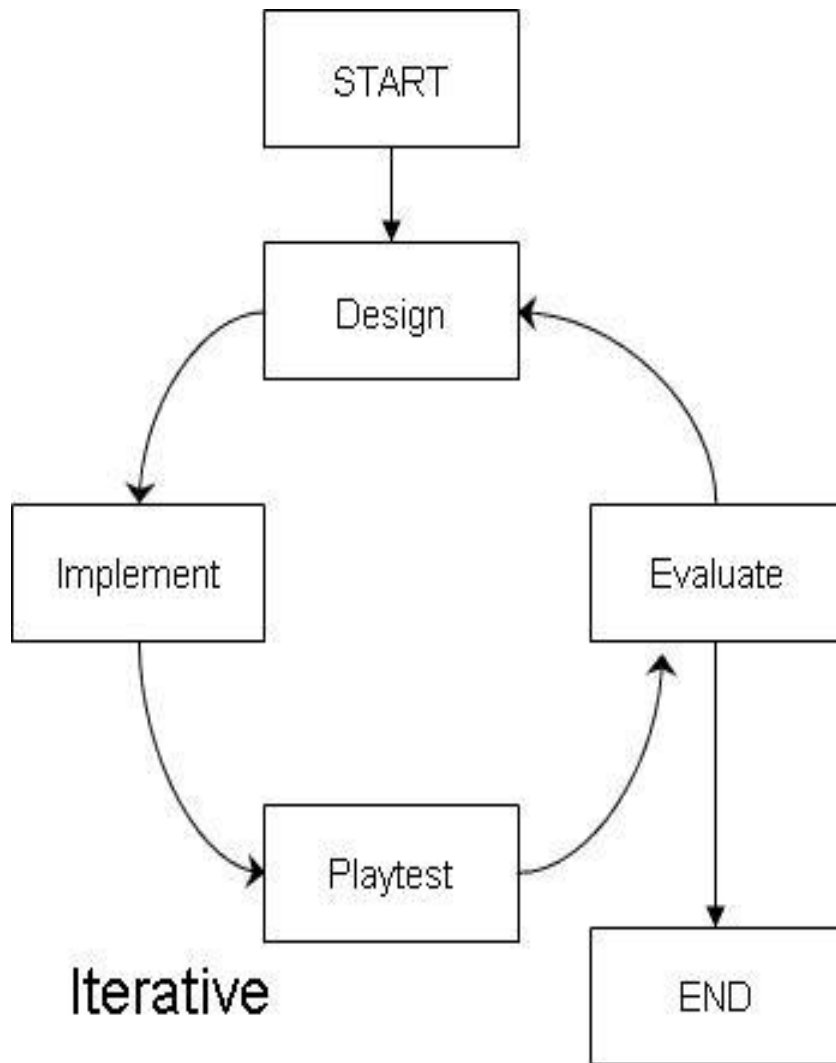 START
Design
Implement
Evaluate
Playtest
Iterative
END